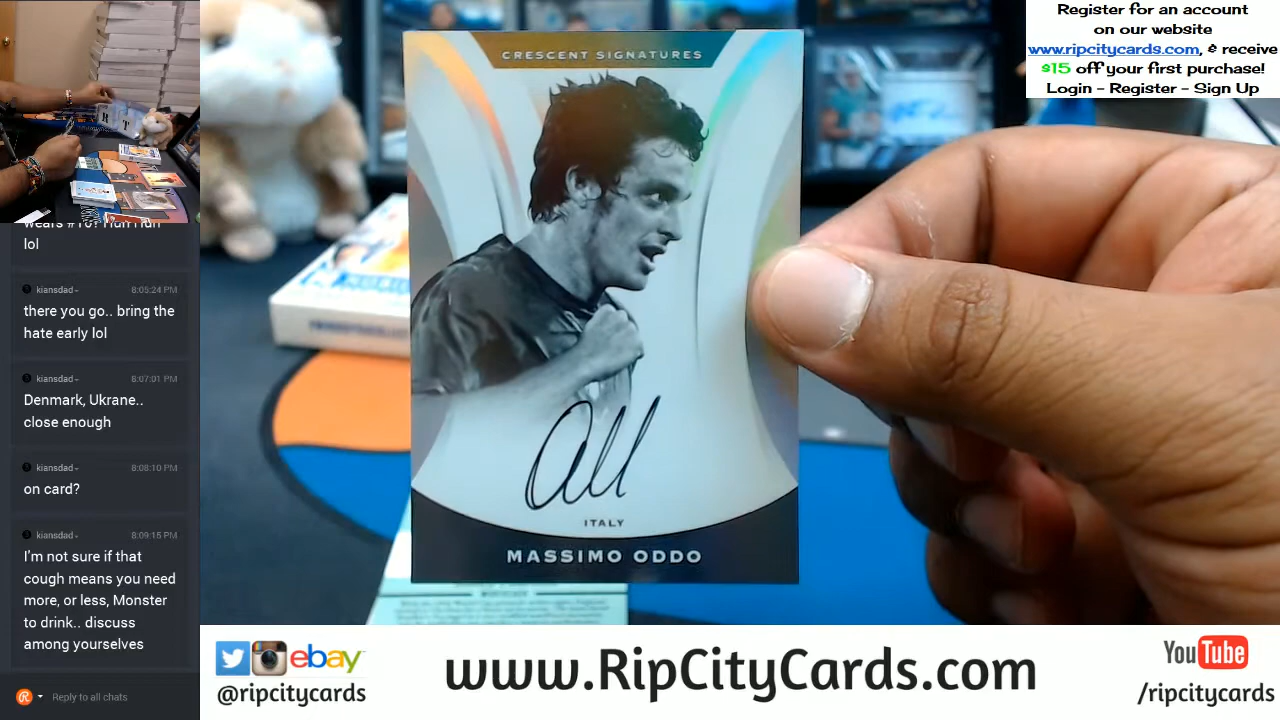 Register for an account
on our website
www.ripcitycards.com, & receive
$15 off your first purchase!
Login - Register - Sign Up
CRESCENT SIGNATURES
ITALY
MASSIMO ODDO
lol
kiansdad
8:05:24 PM
there you go.. bring the
hate early lol
kiansdad
8:07:01 PM
Denmark, Ukrane..
close enough
kiansdad
8:08:10 PM
on card?
kiansdad
8:09:15 PM
I'm not sure if that
cough means you need
more, or less, Monster
to drink.. discuss
among yourselves
Reply to all chats
ebay
@ripcitycards
www.RipCityCards.com
YouTube
/ripcitycards